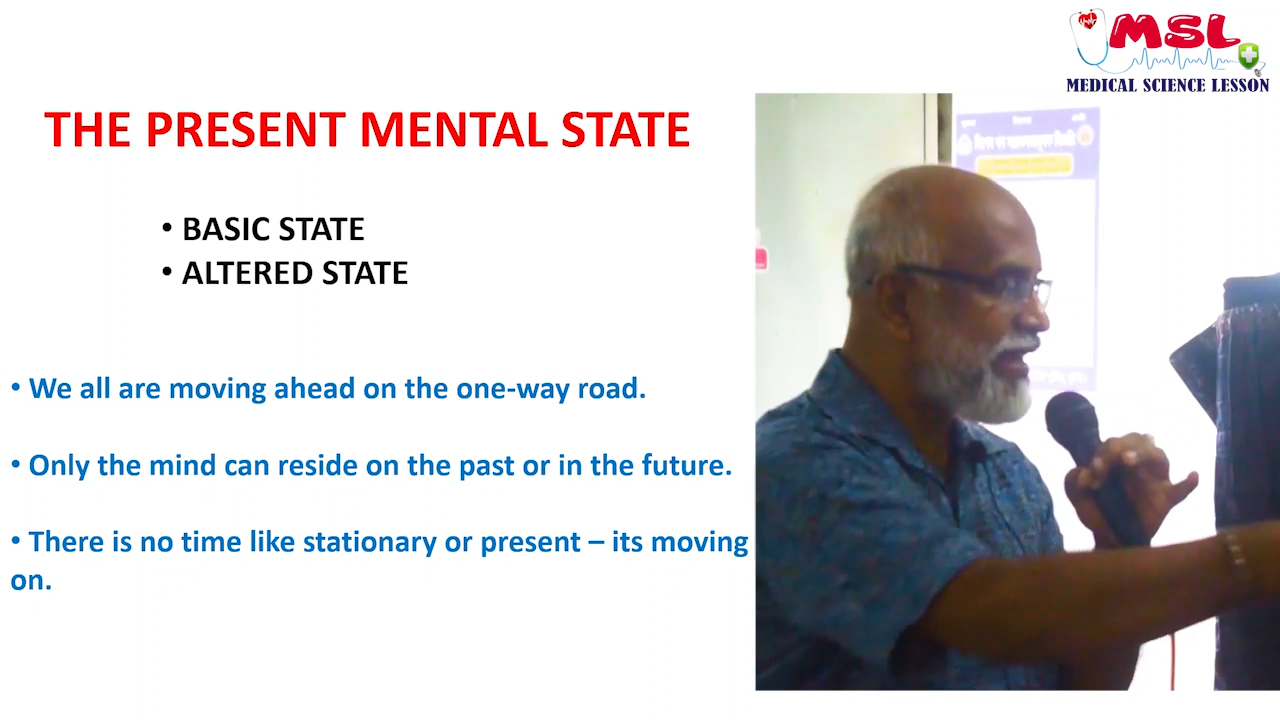 MSL
MEDICAL SCIENCE LESSON
THE PRESENT MENTAL STATE
• BASIC STATE
• ALTERED STATE
• We all are moving ahead on the one-way road.
• Only the mind can reside on the past or in the future.
• There is no time like stationary or present – its moving
on.